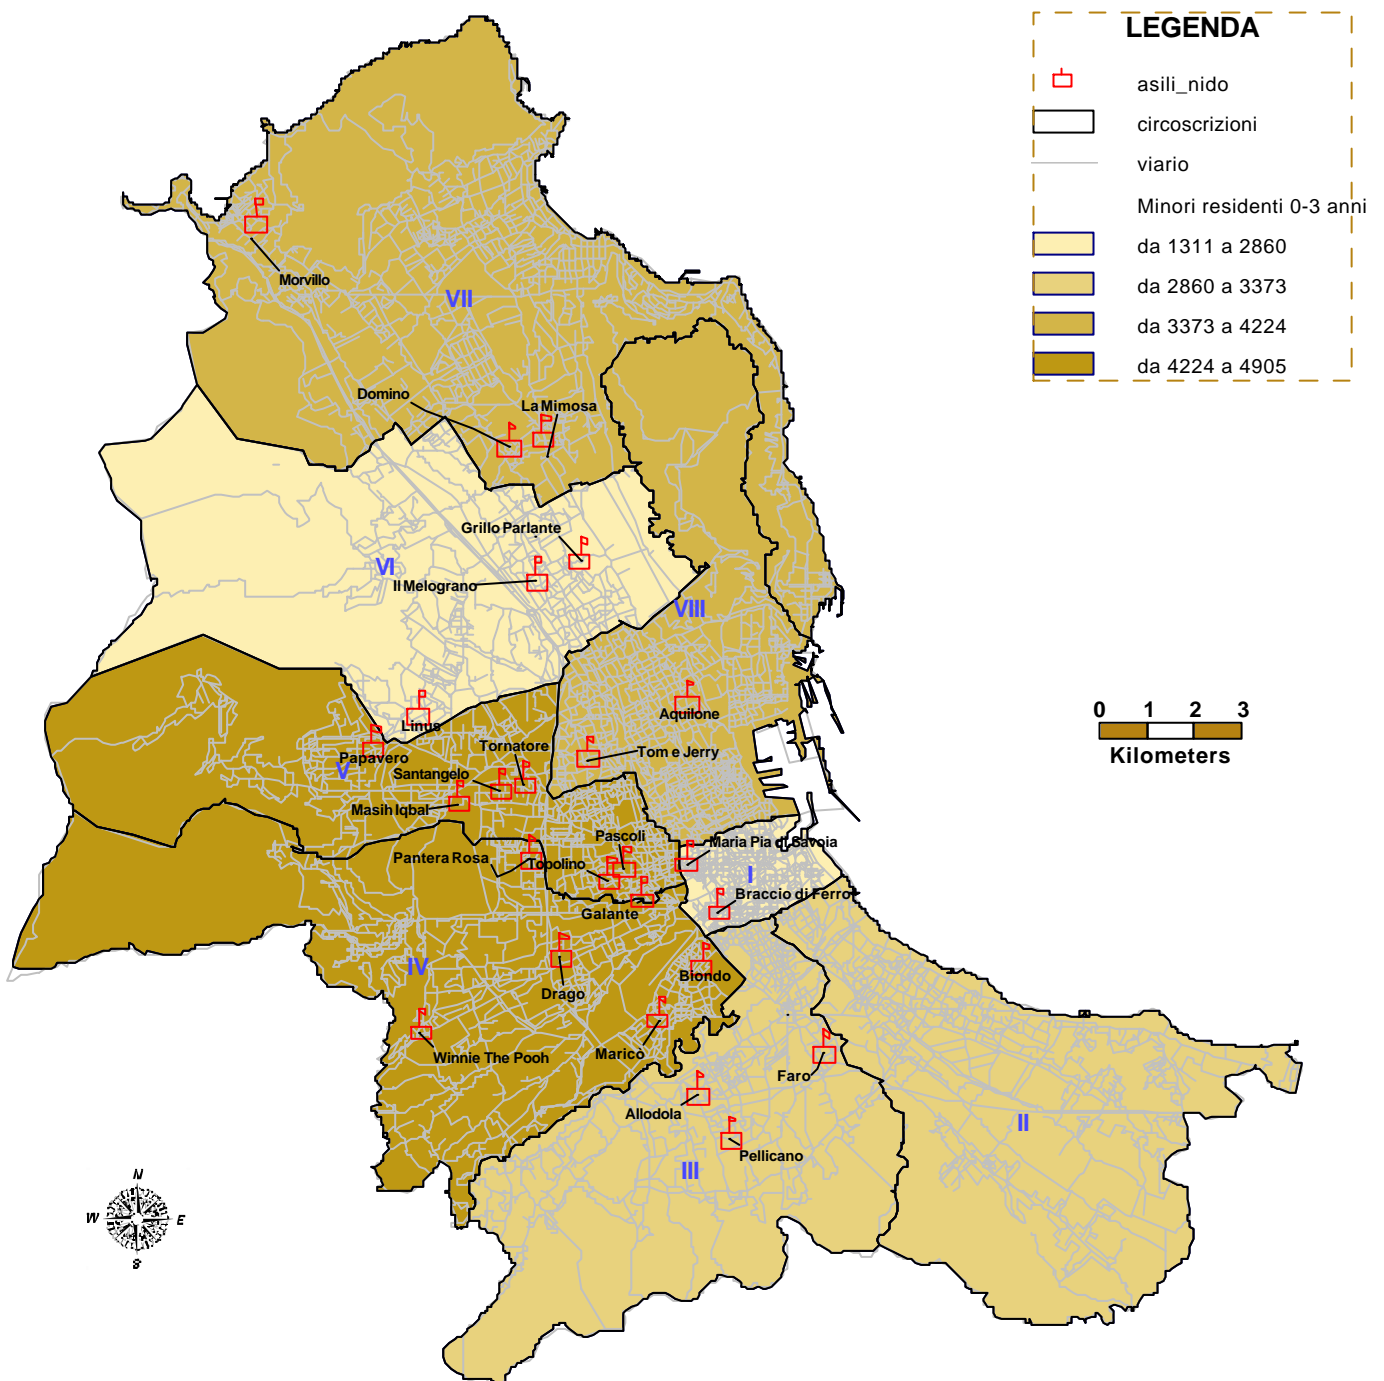 LEGENDA
asili_nido
circoscrizioni
viario
Minori residenti 0-3 anni
da 1311 a 2860
da 2860 a 3373
da 3373 a 4224
da 4224 a 4905
Morvillo
VII
Domino
La Mimosa
Grillo Parlante
VI
Il Melograno
VIII
Linus
Aquilone
Papavero
V
Tornatore
Tom e Jerry
Santangelo
Masih Iqbal
Pascoli
Maria Pia di Savoia
Pantera Rosa
Topolino
I
Braccio di Ferro
Galante
IV
Biondo
Drago
Winnie The Pooh
Maricò
Faro
Allodola
II
Pellicano
III
0 1 2 3
Kilometers
N
W E
S